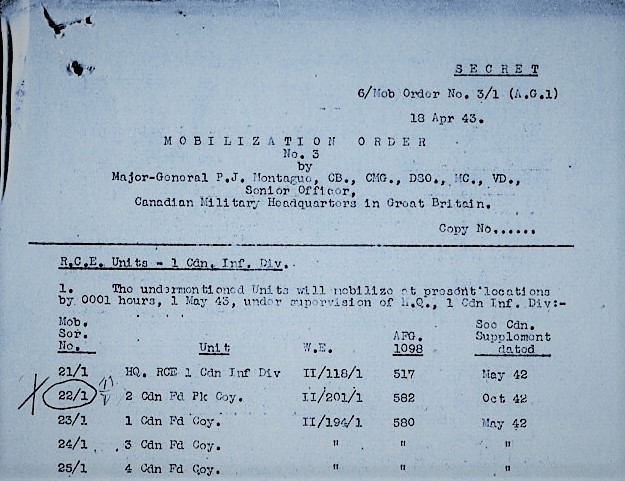 SECRET
6/Mob Order No. 3/1 (A.G.1)
18 Apr 43.
MOBILIZATION ORDER
No. 3
by
Major-General P.J. Montague, CB., CMG., DSO., MC., VD.,
Senior Officer,
Canadian Military Headquarters in Great Britain.
Copy No......
R.C.E. Units - 1 Cdn. Inf. Div.
1. The undermentioned Units will mobilize at present locations
by 0001 hours, 1 May 43, under supervision of H.Q., 1 Cdn Inf. Div:-
Mob. Ser. No. Unit W.E. AFG. 1098 See Cdn. Supplement dated
21/1 HQ. RCE 1 Cdn Inf Div II/118/1 517 May 42
22/1 2 Cdn Fd Pk Coy. II/201/1 582 Oct 42
23/1 1 Cdn Fd Coy. II/194/1 580 May 42
24/1 3 Cdn Fd Coy. " " "
25/1 4 Cdn Fd Coy. " " "